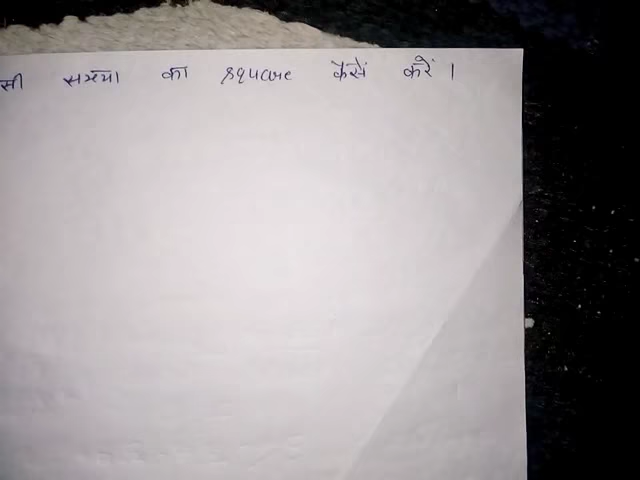 सी संख्या का square कैसें करें ।